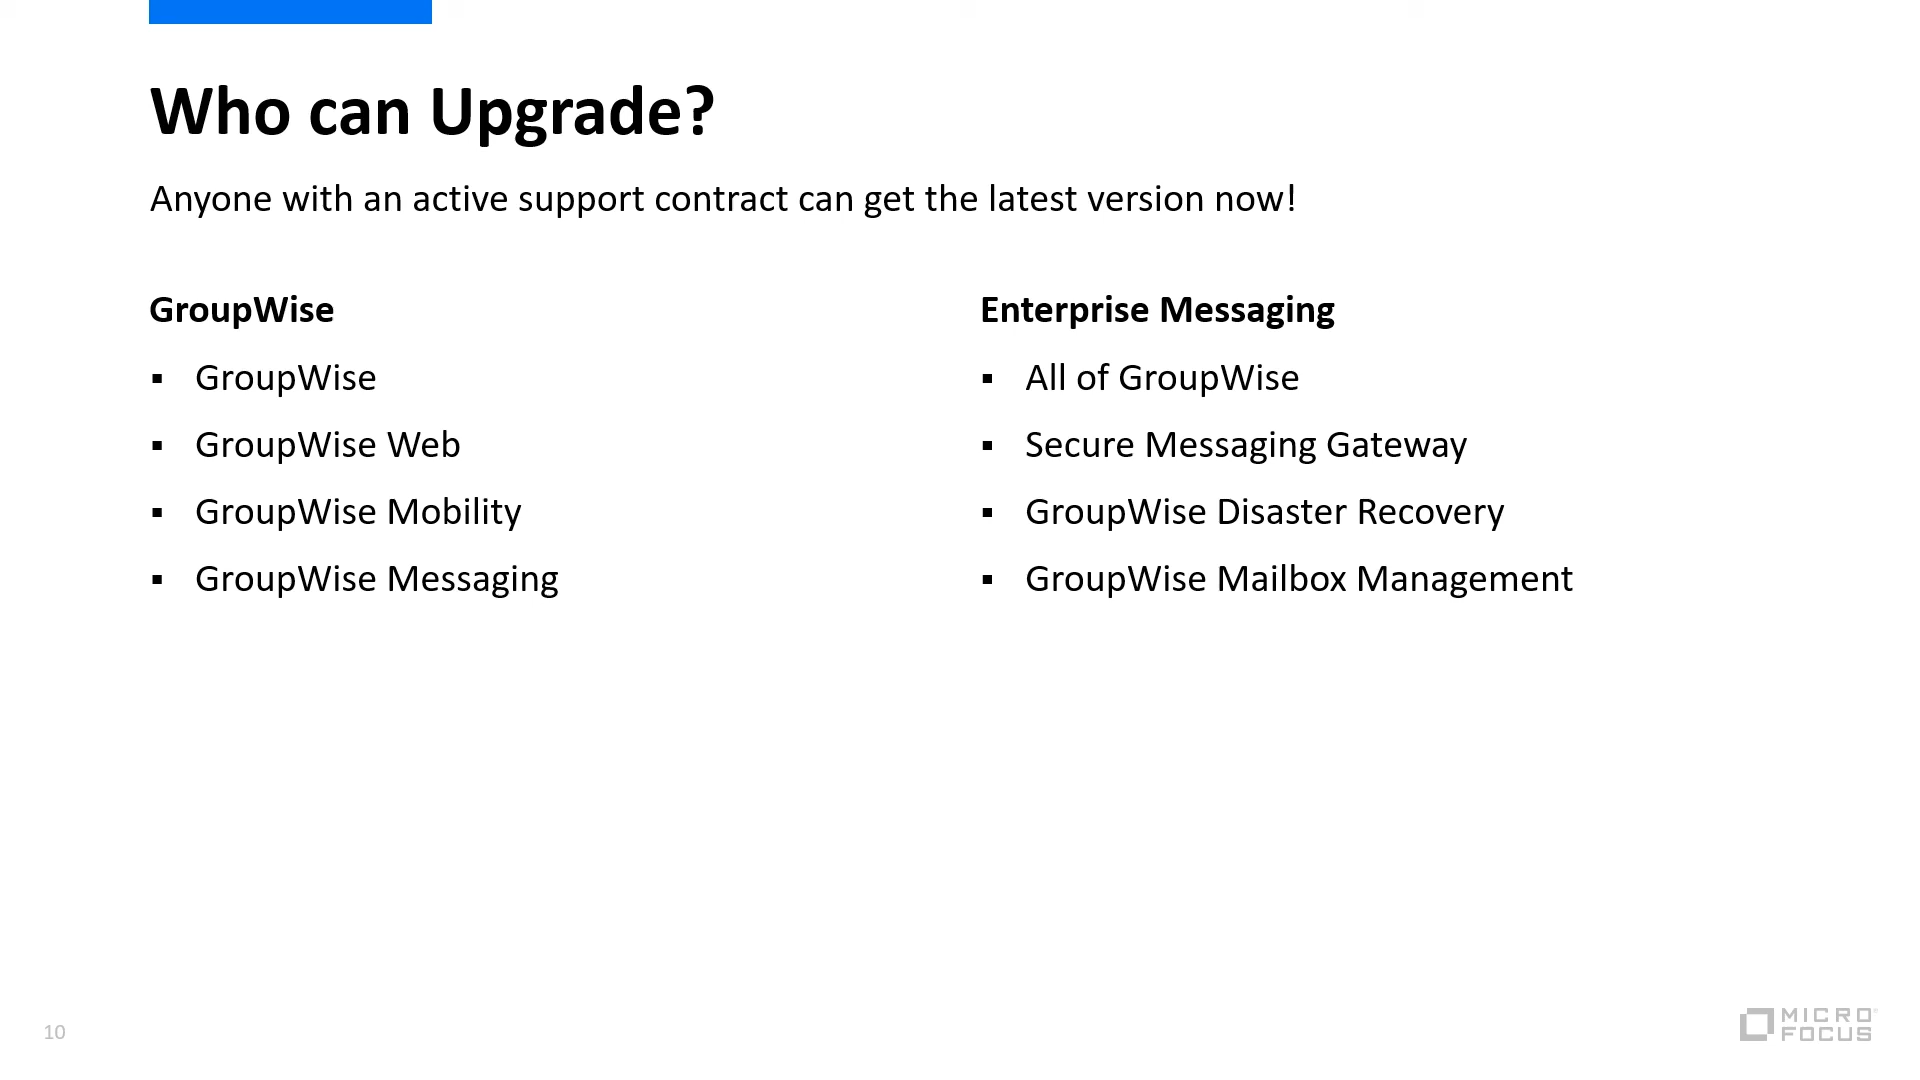 Who can Upgrade?
Anyone with an active support contract can get the latest version now!
GroupWise
▪ GroupWise
▪ GroupWise Web
▪ GroupWise Mobility
▪ GroupWise Messaging
Enterprise Messaging
▪ All of GroupWise
▪ Secure Messaging Gateway
▪ GroupWise Disaster Recovery
▪ GroupWise Mailbox Management
10
MICRO
FOCUS